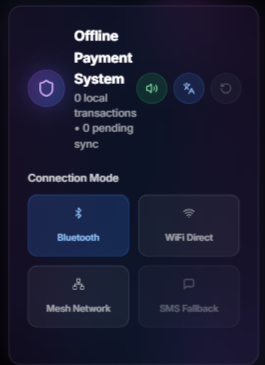 Offline
Payment
System
0 local
transactions
• 0 pending
sync
Connection Mode
Bluetooth
WiFi Direct
Mesh Network
SMS Fallback